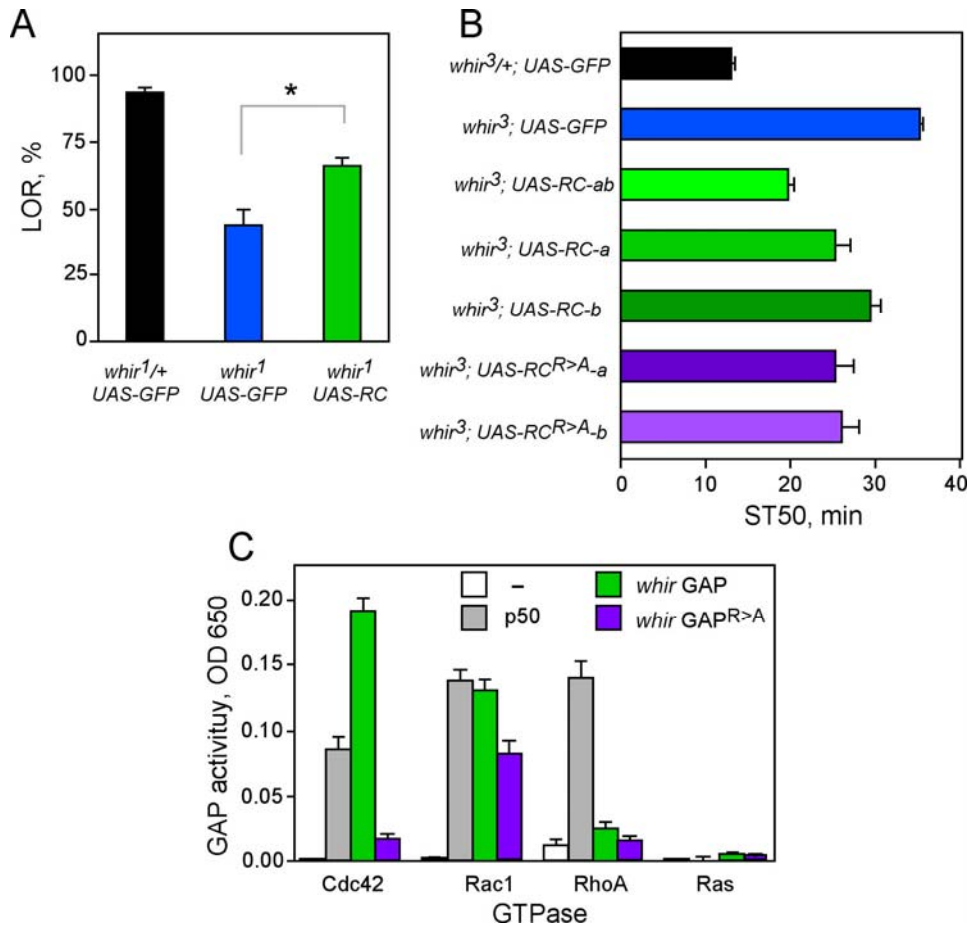 A
LOR, %
100
75
50
25
0
*
whir1/+
UAS-GFP
whir1
UAS-GFP
whir1
UAS-RC
B
whir3/+; UAS-GFP
whir3; UAS-GFP
whir3; UAS-RC-ab
whir3; UAS-RC-a
whir3; UAS-RC-b
whir3; UAS-RCR>A-a
whir3; UAS-RCR>A-b
0 10 20 30 40
ST50, min
C
GAP activituy, OD 650
0.20
0.15
0.10
0.05
0.00
–
p50
whir GAP
whir GAPR>A
Cdc42 Rac1 RhoA Ras
GTPase